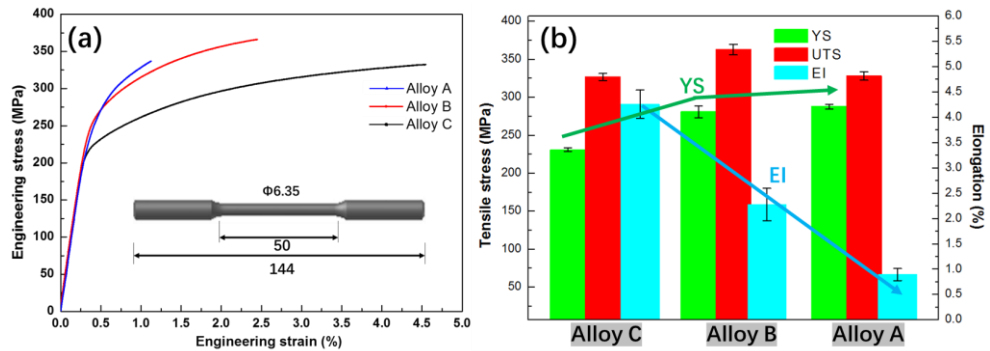 (a)
Engineering stress (MPa)
400
350
300
250
200
150
100
50
0
Alloy A
Alloy B
Alloy C
Φ6.35
50
144
0.0 0.5 1.0 1.5 2.0 2.5 3.0 3.5 4.0 4.5 5.0
Engineering strain (%)
(b)
Tensile stress (MPa)
400
350
300
250
200
150
100
50
YS
UTS
EI
YS
EI
6.0
5.5
5.0
4.5
4.0
3.5
3.0
2.5
2.0
1.5
1.0
0.5
0.0
Elongation (%)
Alloy C Alloy B Alloy A